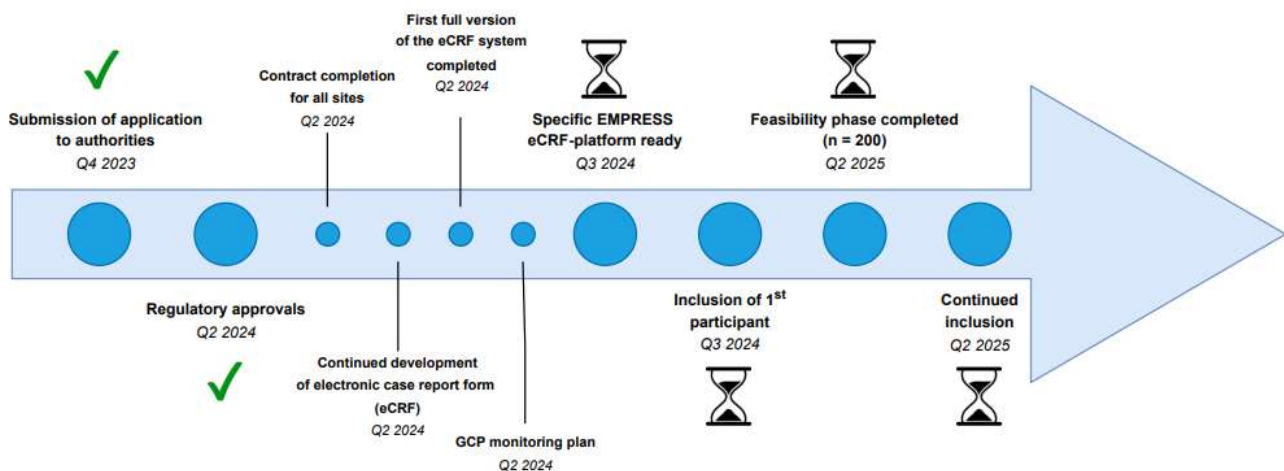 Submission of application
to authorities
Q4 2023
Regulatory approvals
Q2 2024
Contract completion
for all sites
Q2 2024
Continued development
of electronic case report form
(eCRF)
Q2 2024
First full version
of the eCRF system
completed
Q2 2024
GCP monitoring plan
Q2 2024
Specific EMPRESS
eCRF-platform ready
Q3 2024
Inclusion of 1st
participant
Q3 2024
Feasibility phase completed
(n = 200)
Q2 2025
Continued
inclusion
Q2 2025